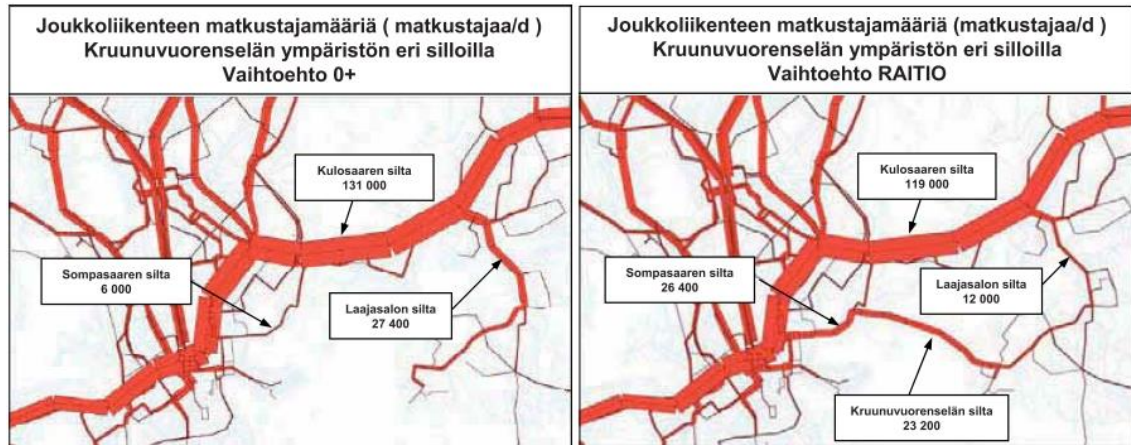 Joukkoliikenteen matkustajamääriä ( matkustajaa/d )
Kruunuvuorenselän ympäristön eri silloilla
Vaihtoehto 0+
Kulosaaren silta
131 000
Sompasaaren silta
6 000
Laajasalon silta
27 400
Joukkoliikenteen matkustajamääriä (matkustajaa/d )
Kruunuvuorenselän ympäristön eri silloilla
Vaihtoehto RAITIO
Kulosaaren silta
119 000
Sompasaaren silta
26 400
Laajasalon silta
12 000
Kruunuvuorenselän silta
23 200